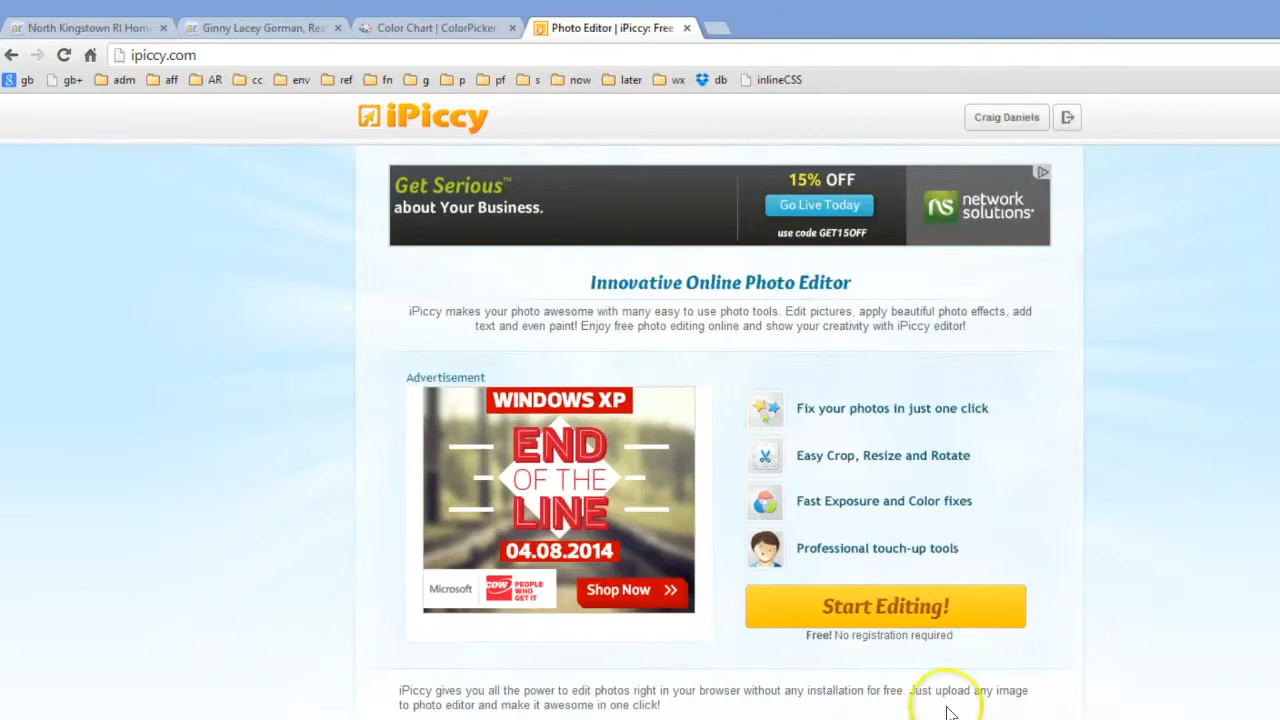 North Kingstown RI Hom
Ginny Lacey Gorman, Rea
Color Chart | ColorPicker
Photo Editor | iPiccy: Free
ipiccy.com
gb gb+ adm aff AR cc env ref fn g p pf s now later wx db inlineCSS
iPiccy
Craig Daniels
Get Serious™
about Your Business.
15% OFF
Go Live Today
use code GET15OFF
ns network
solutions
Innovative Online Photo Editor
iPiccy makes your photo awesome with many easy to use photo tools. Edit pictures, apply beautiful photo effects, add
text and even paint! Enjoy free photo editing online and show your creativity with iPiccy editor!
Advertisement
WINDOWS XP
END
OF THE
LINE
04.08.2014
Microsoft
CDW PEOPLE
WHO
GET IT
Shop Now
Fix your photos in just one click
Easy Crop, Resize and Rotate
Fast Exposure and Color fixes
Professional touch-up tools
Start Editing!
Free! No registration required
iPiccy gives you all the power to edit photos right in your browser without any installation for free. Just upload any image
to photo editor and make it awesome in one click!